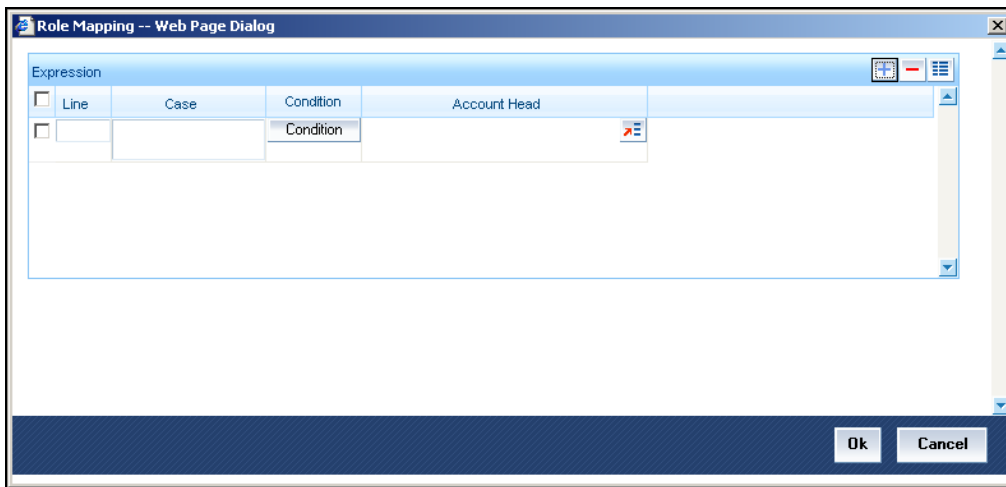 Role Mapping -- Web Page Dialog
Expression
Line Case Condition Account Head
Condition
Ok Cancel